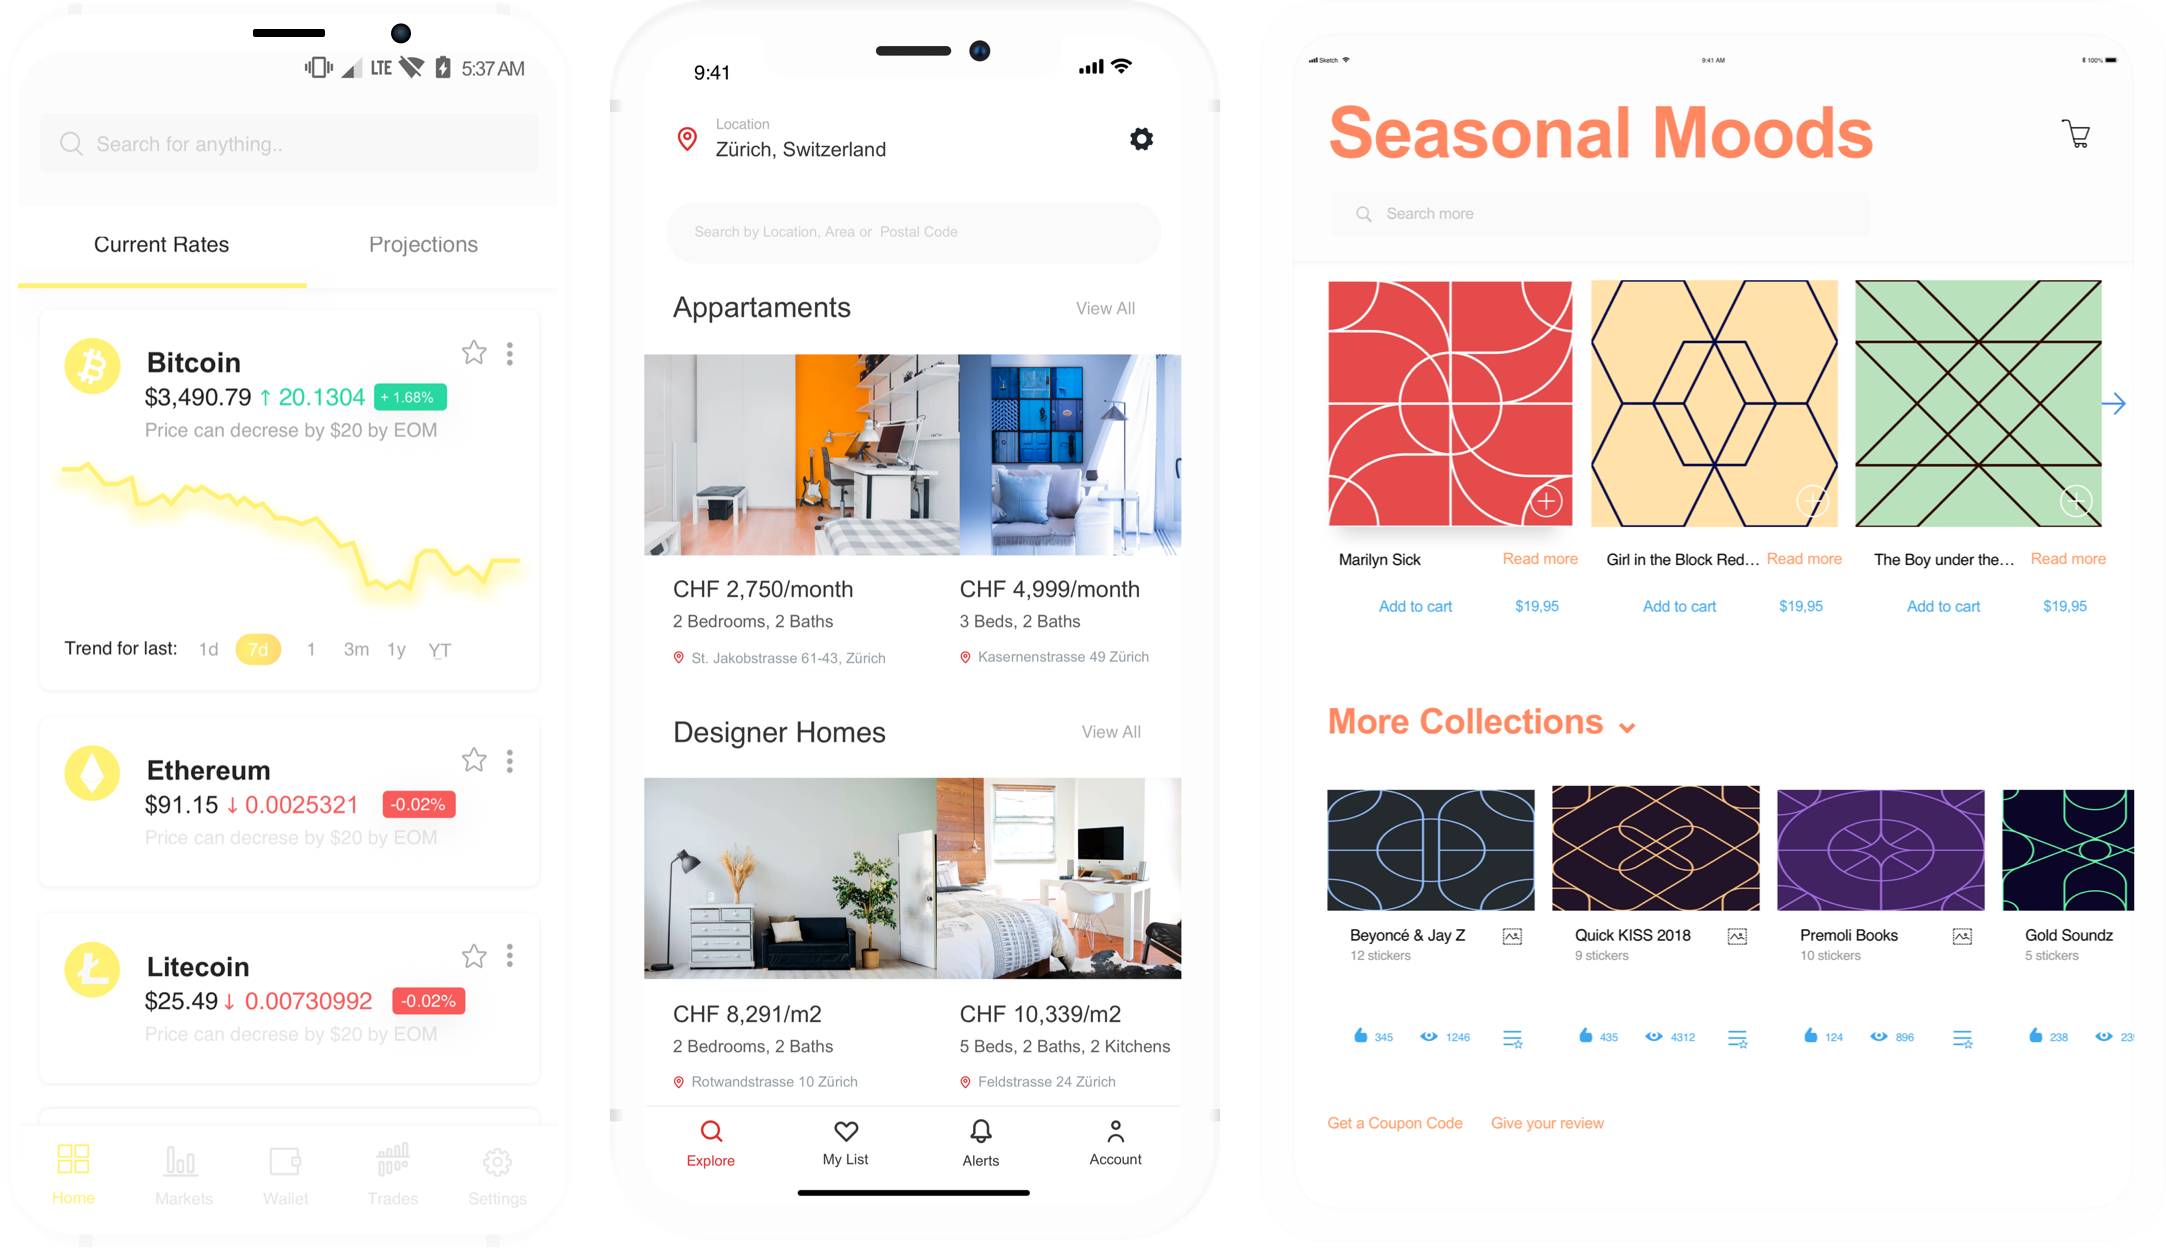 LTE 5:37 AM
Search for anything..
Current Rates Projections
Bitcoin
$3,490.79 ↑ 20.1304 + 1.68%
Price can decrese by $20 by EOM
Trend for last: 1d 7d 1 3m 1y YT
Ethereum
$91.15 ↓ 0.0025321 -0.02%
Price can decrese by $20 by EOM
Litecoin
$25.49 ↓ 0.00730992 -0.02%
Price can decrese by $20 by EOM
Home Markets Wallet Trades Settings
9:41
Location
Zürich, Switzerland
Search by Location, Area or Postal Code
Appartaments View All
CHF 2,750/month CHF 4,999/month
2 Bedrooms, 2 Baths 3 Beds, 2 Baths
St. Jakobstrasse 61-43, Zürich Kasernenstrasse 49 Zürich
Designer Homes View All
CHF 8,291/m2 CHF 10,339/m2
2 Bedrooms, 2 Baths 5 Beds, 2 Baths, 2 Kitchens
Rotwandstrasse 10 Zürich Feldstrasse 24 Zürich
Explore My List Alerts Account
Sketch 9:41 AM 100%
Seasonal Moods
Search more
Marilyn Sick Read more Girl in the Block Red... Read more The Boy under the... Read more
Add to cart $19,95 Add to cart $19,95 Add to cart $19,95
More Collections
Beyoncé & Jay Z Quick KISS 2018 Premoli Books Gold Soundz
12 stickers 9 stickers 10 stickers 5 stickers
345 1246 435 4312 124 896 238
Get a Coupon Code Give your review